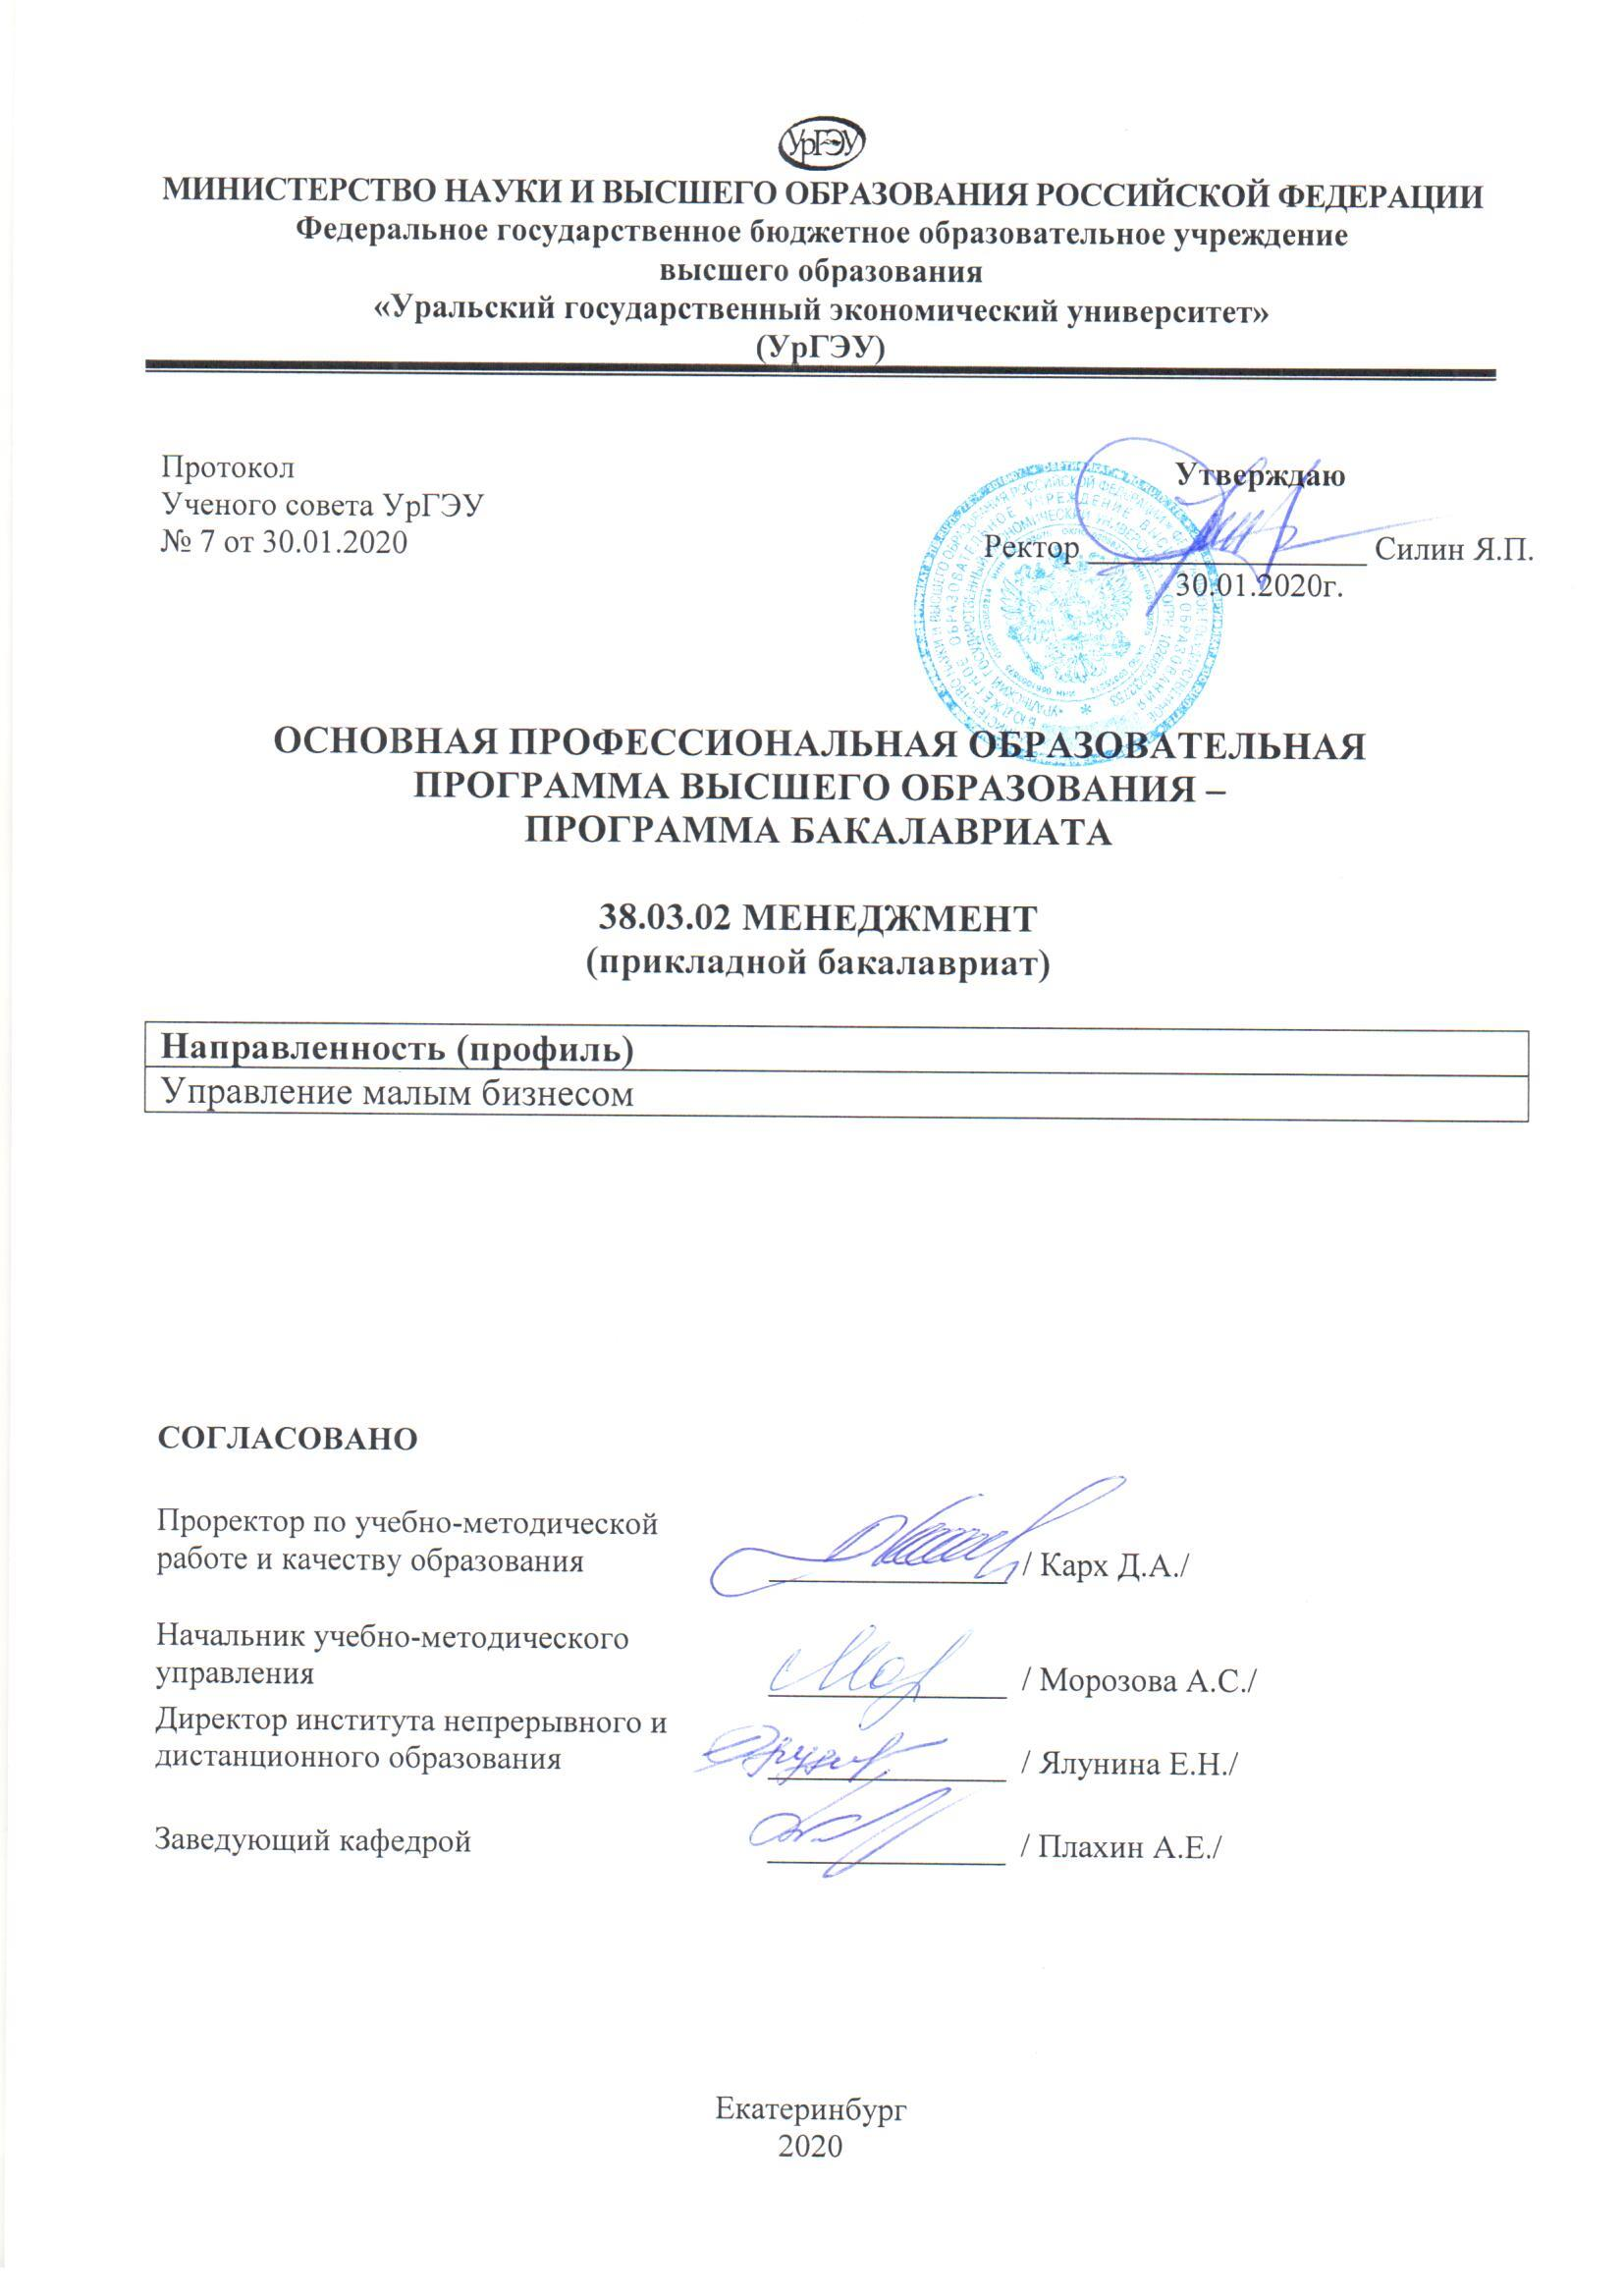 УрГЭУ
МИНИСТЕРСТВО НАУКИ И ВЫСШЕГО ОБРАЗОВАНИЯ РОССИЙСКОЙ ФЕДЕРАЦИИ
Федеральное государственное бюджетное образовательное учреждение
высшего образования
«Уральский государственный экономический университет»
(УрГЭУ)
Протокол
Ученого совета УрГЭУ
№ 7 от 30.01.2020
Утверждаю
Ректор Силин Я.П.
30.01.2020г.
ОСНОВНАЯ ПРОФЕССИОНАЛЬНАЯ ОБРАЗОВАТЕЛЬНАЯ
ПРОГРАММА ВЫСШЕГО ОБРАЗОВАНИЯ –
ПРОГРАММА БАКАЛАВРИАТА
38.03.02 МЕНЕДЖМЕНТ
(прикладной бакалавриат)
Направленность (профиль)
Управление малым бизнесом
СОГЛАСОВАНО
Проректор по учебно-методической
работе и качеству образования / Карх Д.А./
Начальник учебно-методического
управления / Морозова А.С./
Директор института непрерывного и
дистанционного образования / Ялунина Е.Н./
Заведующий кафедрой / Плахин А.Е./
Екатеринбург
2020